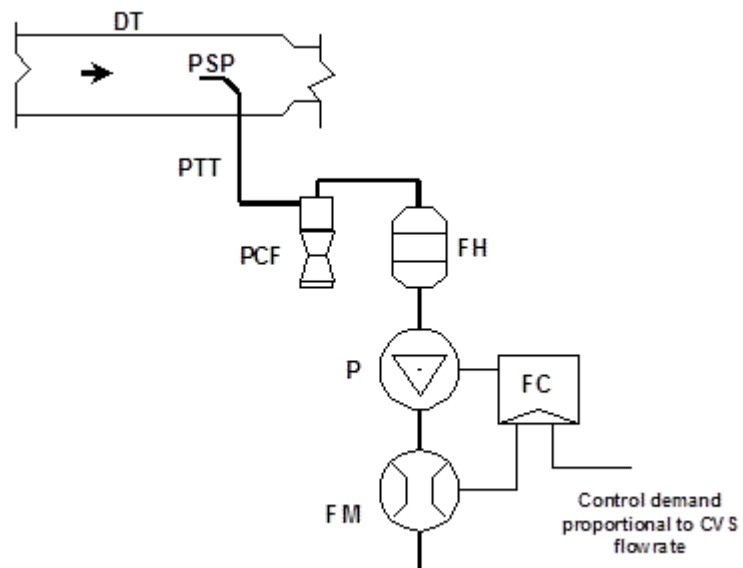 DT
PSP
PTT
PCF
FH
P
FC
FM
Control demand
proportional to CVS
flowrate